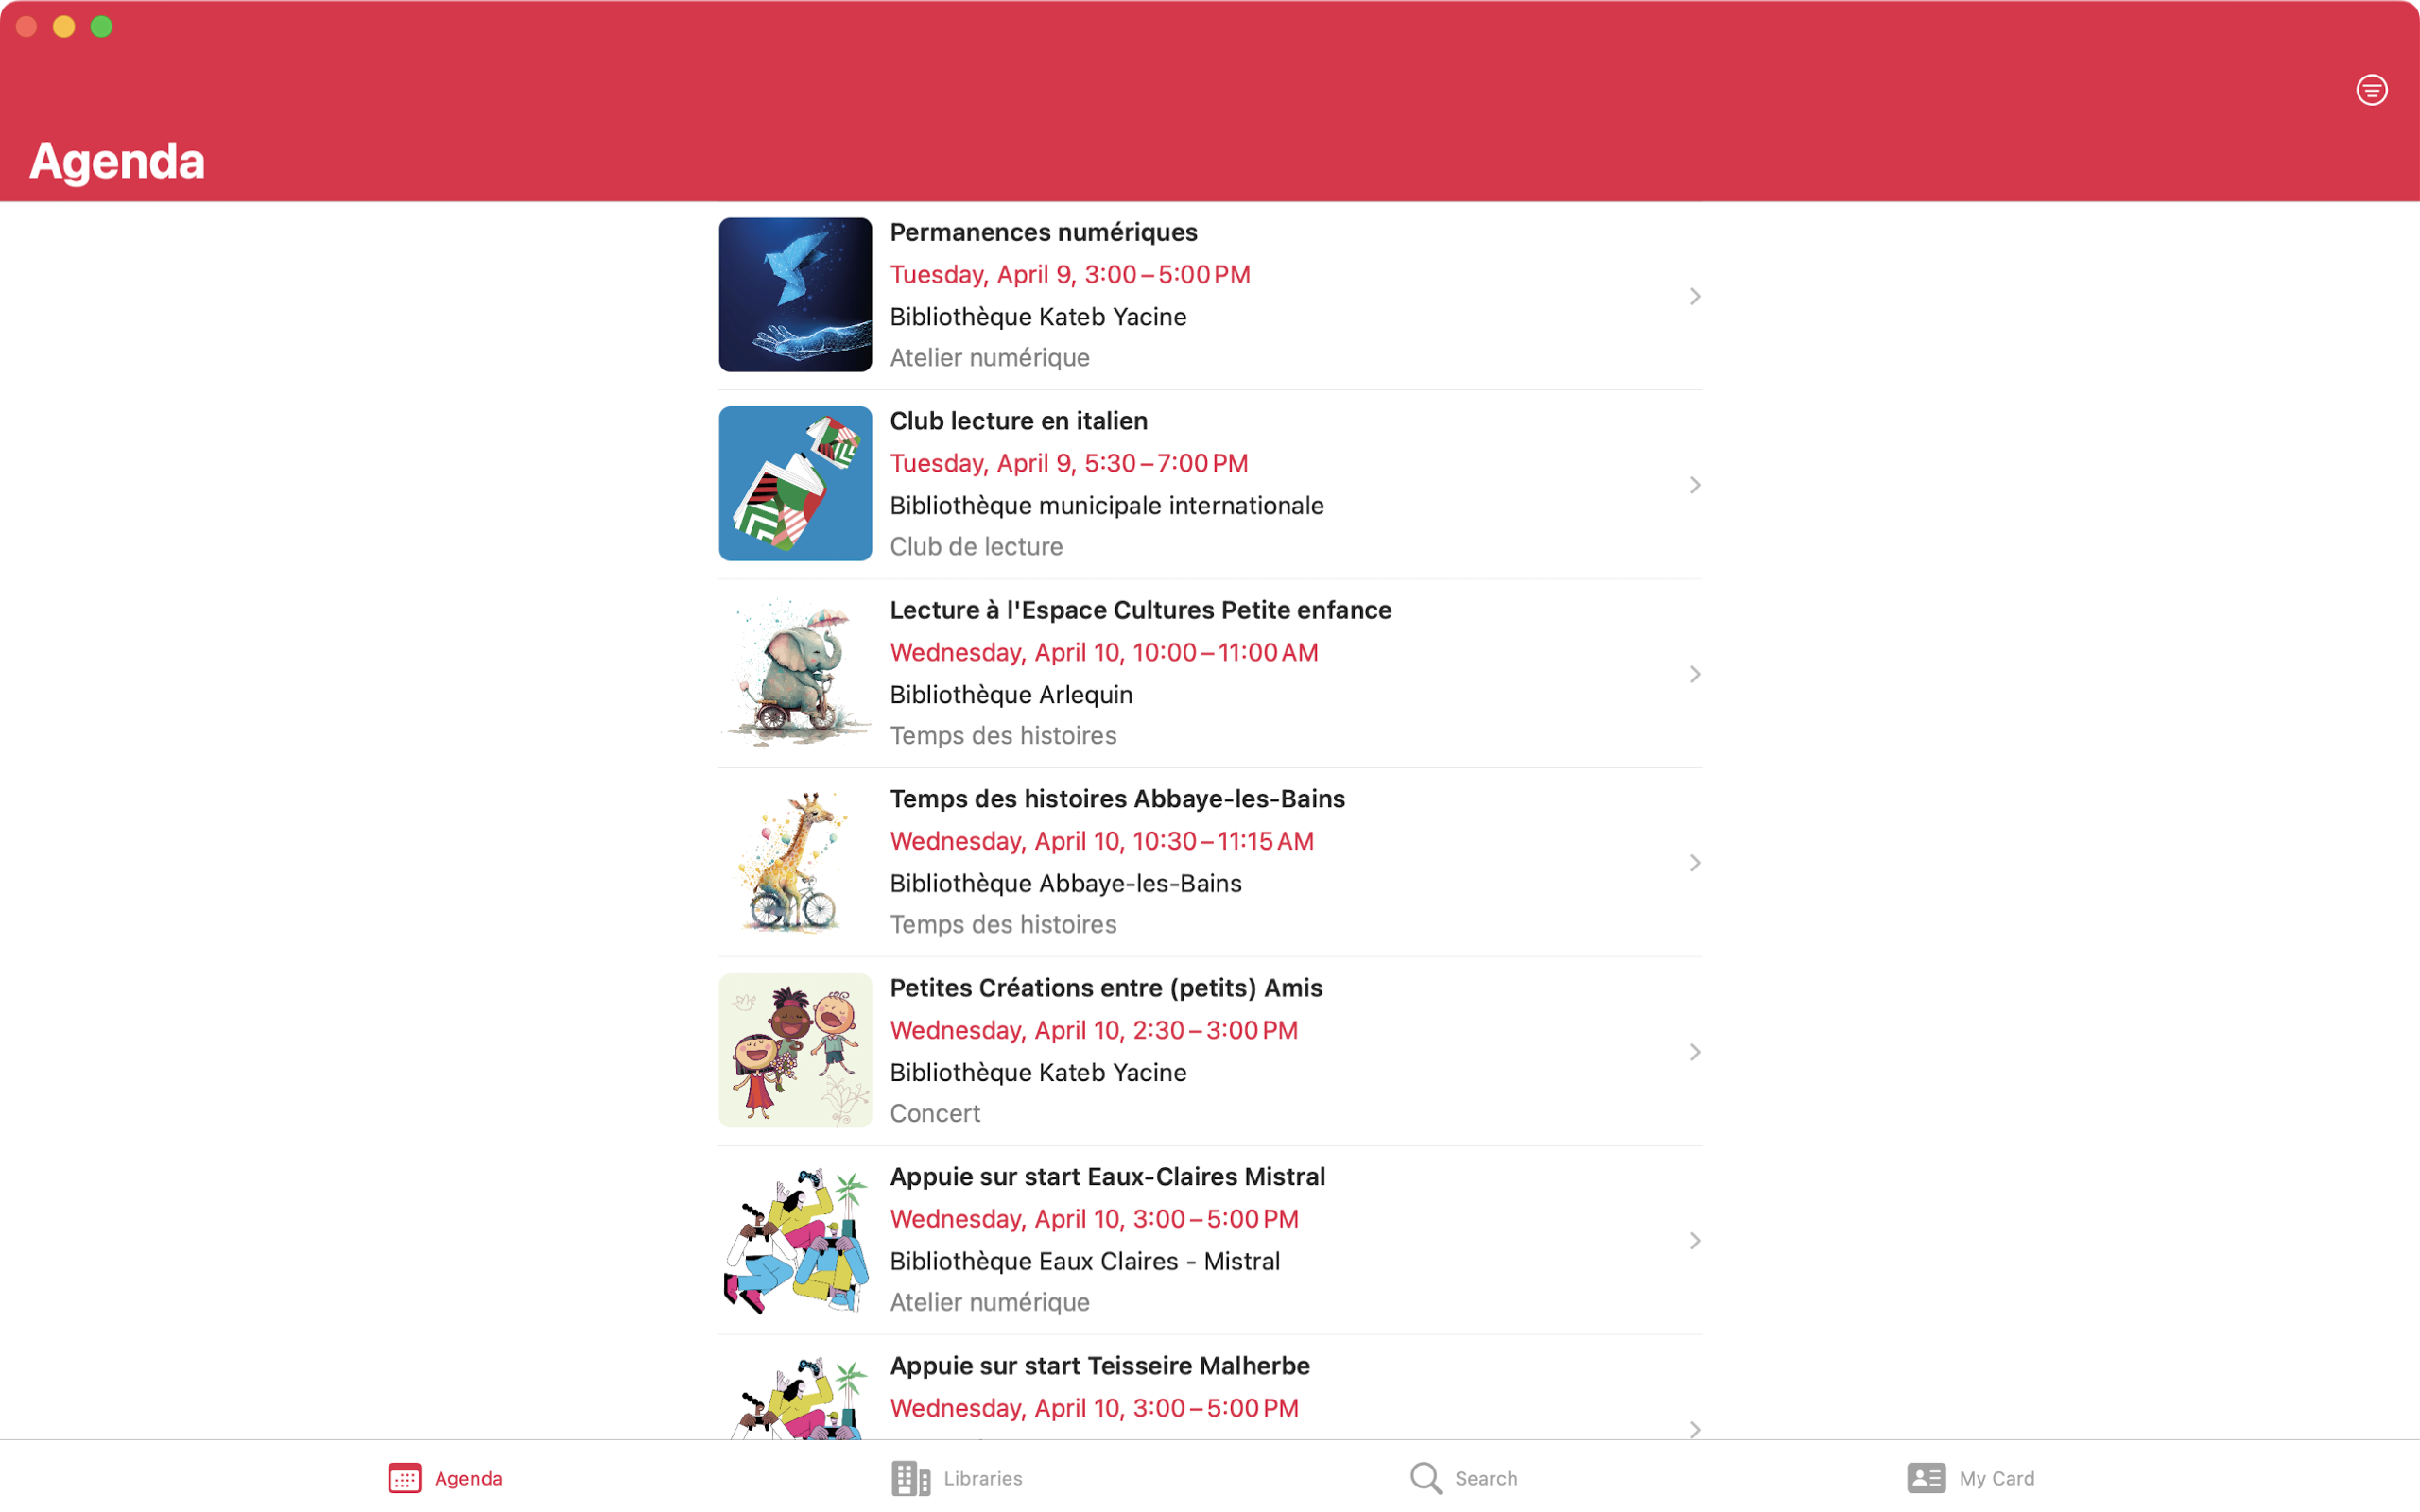 Agenda
Permanences numériques
Tuesday, April 9, 3:00 – 5:00 PM
Bibliothèque Kateb Yacine
Atelier numérique
Club lecture en italien
Tuesday, April 9, 5:30 – 7:00 PM
Bibliothèque municipale internationale
Club de lecture
Lecture à l'Espace Cultures Petite enfance
Wednesday, April 10, 10:00 – 11:00 AM
Bibliothèque Arlequin
Temps des histoires
Temps des histoires Abbaye-les-Bains
Wednesday, April 10, 10:30 – 11:15 AM
Bibliothèque Abbaye-les-Bains
Temps des histoires
Petites Créations entre (petits) Amis
Wednesday, April 10, 2:30 – 3:00 PM
Bibliothèque Kateb Yacine
Concert
Appuie sur start Eaux-Claires Mistral
Wednesday, April 10, 3:00 – 5:00 PM
Bibliothèque Eaux Claires - Mistral
Atelier numérique
Appuie sur start Teisseire Malherbe
Wednesday, April 10, 3:00 – 5:00 PM
Agenda
Libraries
Search
My Card